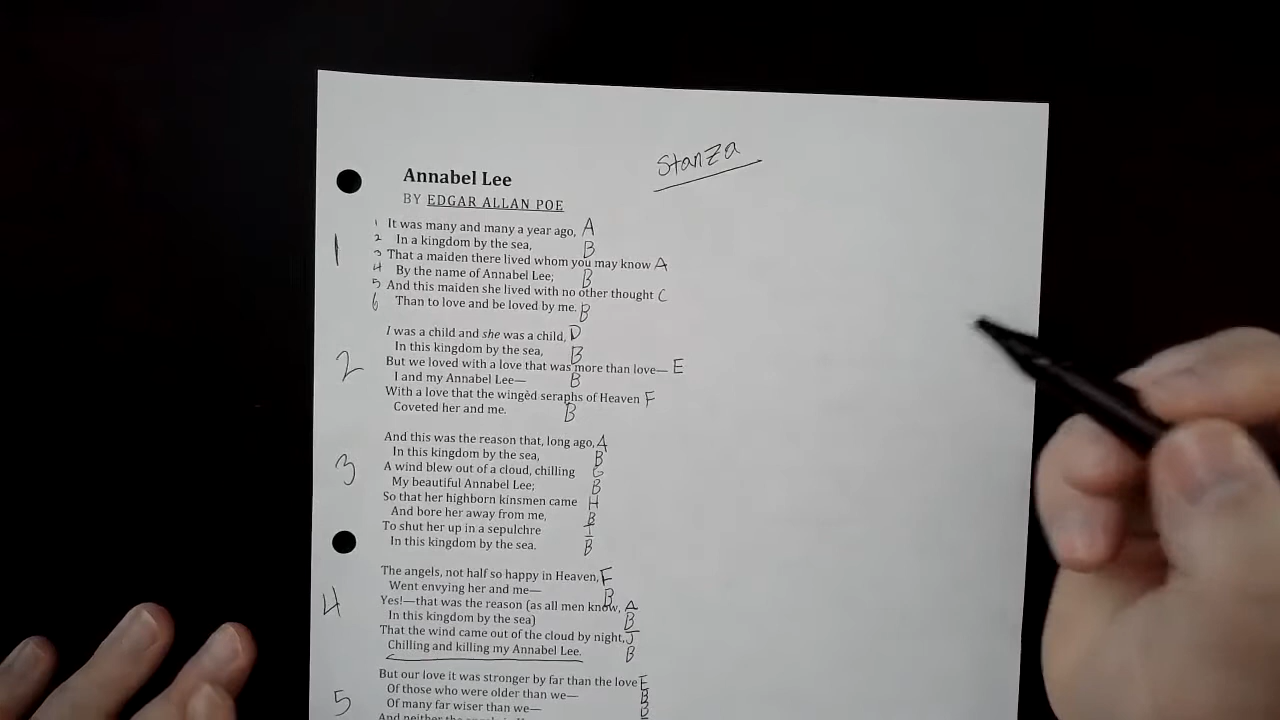 Stanza
Annabel Lee
BY EDGAR ALLAN POE
1
1 It was many and many a year ago, A
2 In a kingdom by the sea, B
3 That a maiden there lived whom you may know A
4 By the name of Annabel Lee; B
5 And this maiden she lived with no other thought C
6 Than to love and be loved by me. B
2
I was a child and she was a child, D
In this kingdom by the sea, B
But we loved with a love that was more than love— E
I and my Annabel Lee— B
With a love that the wingèd seraphs of Heaven F
Coveted her and me. B
3
And this was the reason that, long ago, A
In this kingdom by the sea, B
A wind blew out of a cloud, chilling G
My beautiful Annabel Lee; B
So that her highborn kinsmen came H
And bore her away from me, B
To shut her up in a sepulchre I
In this kingdom by the sea. B
4
The angels, not half so happy in Heaven, F
Went envying her and me— B
Yes!—that was the reason (as all men know, A
In this kingdom by the sea) B
That the wind came out of the cloud by night, J
Chilling and killing my Annabel Lee. B
5
But our love it was stronger by far than the love E
Of those who were older than we— B
Of many far wiser than we— B
And neither the